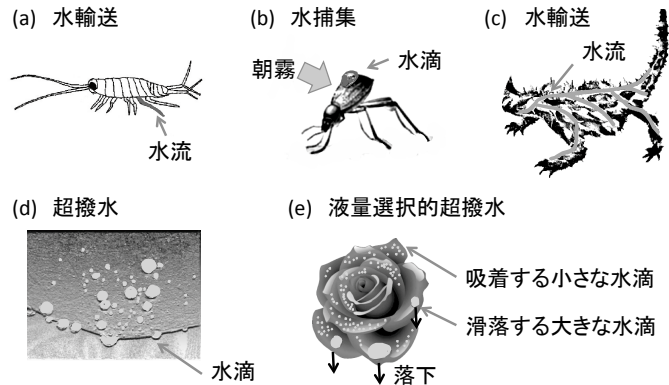 (a) 水輸送
(b) 水捕集
(c) 水輸送
朝霧
水滴
水流
水流
(d) 超撥水
(e) 液量選択的超撥水
吸着する小さな水滴
滑落する大きな水滴
水滴
落下